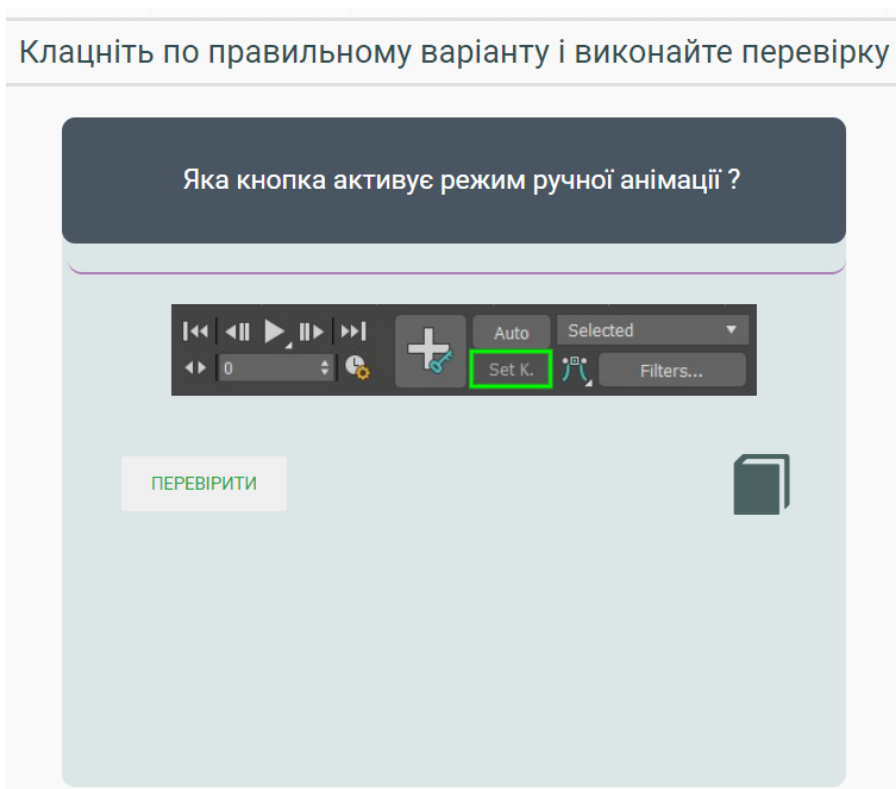 Клацніть по правильному варіанту і виконайте перевірку
Яка кнопка активує режим ручної анімації ?
Auto Selected
0 Set K. Filters...
ПЕРЕВІРИТИ